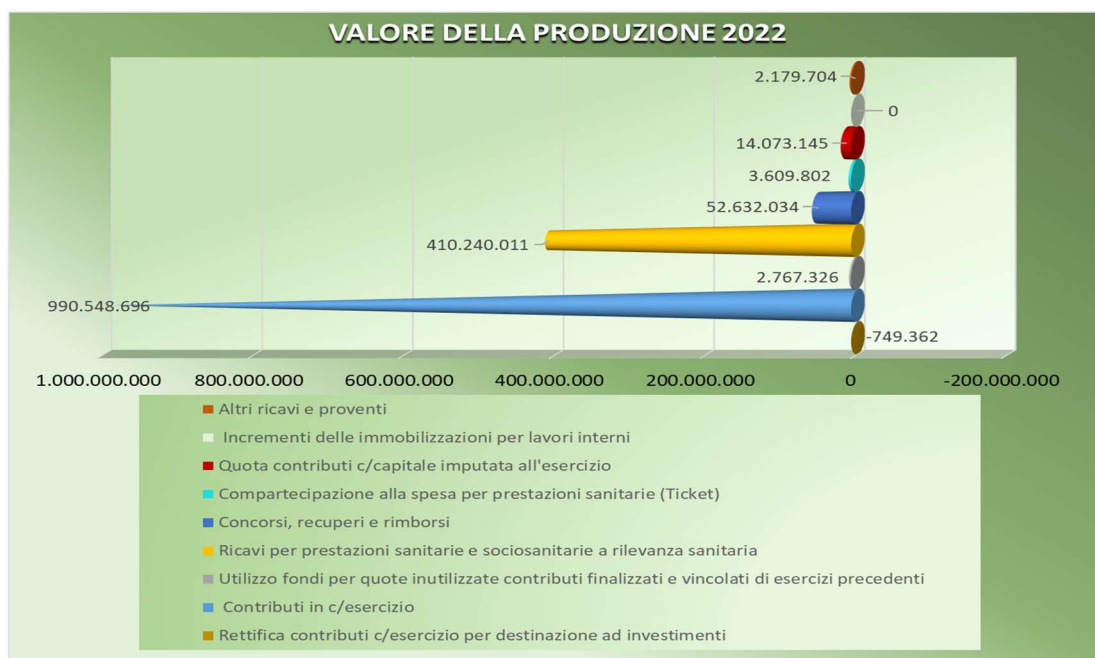 VALORE DELLA PRODUZIONE 2022
2.179.704
0
14.073.145
3.609.802
52.632.034
410.240.011
2.767.326
990.548.696
-749.362
1.000.000.000 800.000.000 600.000.000 400.000.000 200.000.000 0 -200.000.000
Altri ricavi e proventi
Incrementi delle immobilizzazioni per lavori interni
Quota contributi c/capitale imputata all'esercizio
Compartecipazione alla spesa per prestazioni sanitarie (Ticket)
Concorsi, recuperi e rimborsi
Ricavi per prestazioni sanitarie e sociosanitarie a rilevanza sanitaria
Utilizzo fondi per quote inutilizzate contributi finalizzati e vincolati di esercizi precedenti
Contributi in c/esercizio
Rettifica contributi c/esercizio per destinazione ad investimenti